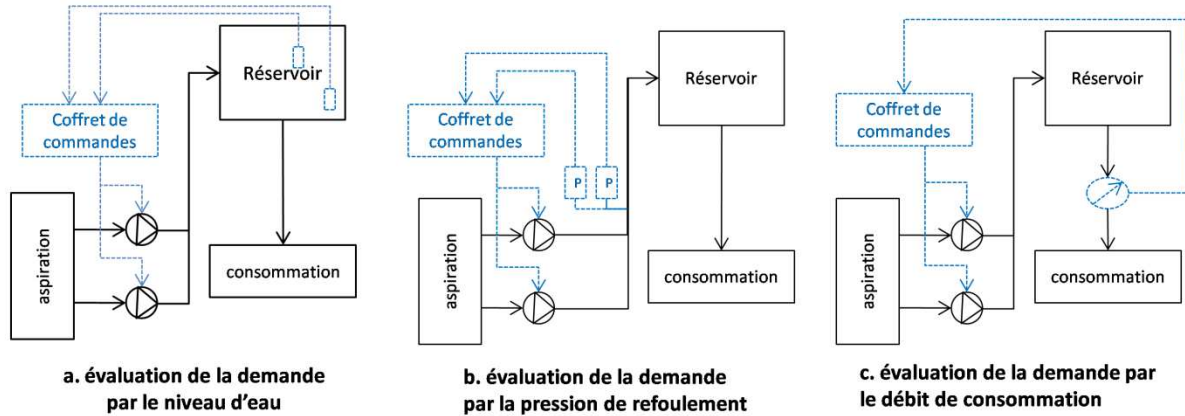 Réservoir
Coffret de
commandes
aspiration
consommation
a. évaluation de la demande
par le niveau d'eau
Réservoir
Coffret de
commandes
P P
aspiration
consommation
b. évaluation de la demande
par la pression de refoulement
Réservoir
Coffret de
commandes
aspiration
consommation
c. évaluation de la demande par
le débit de consommation